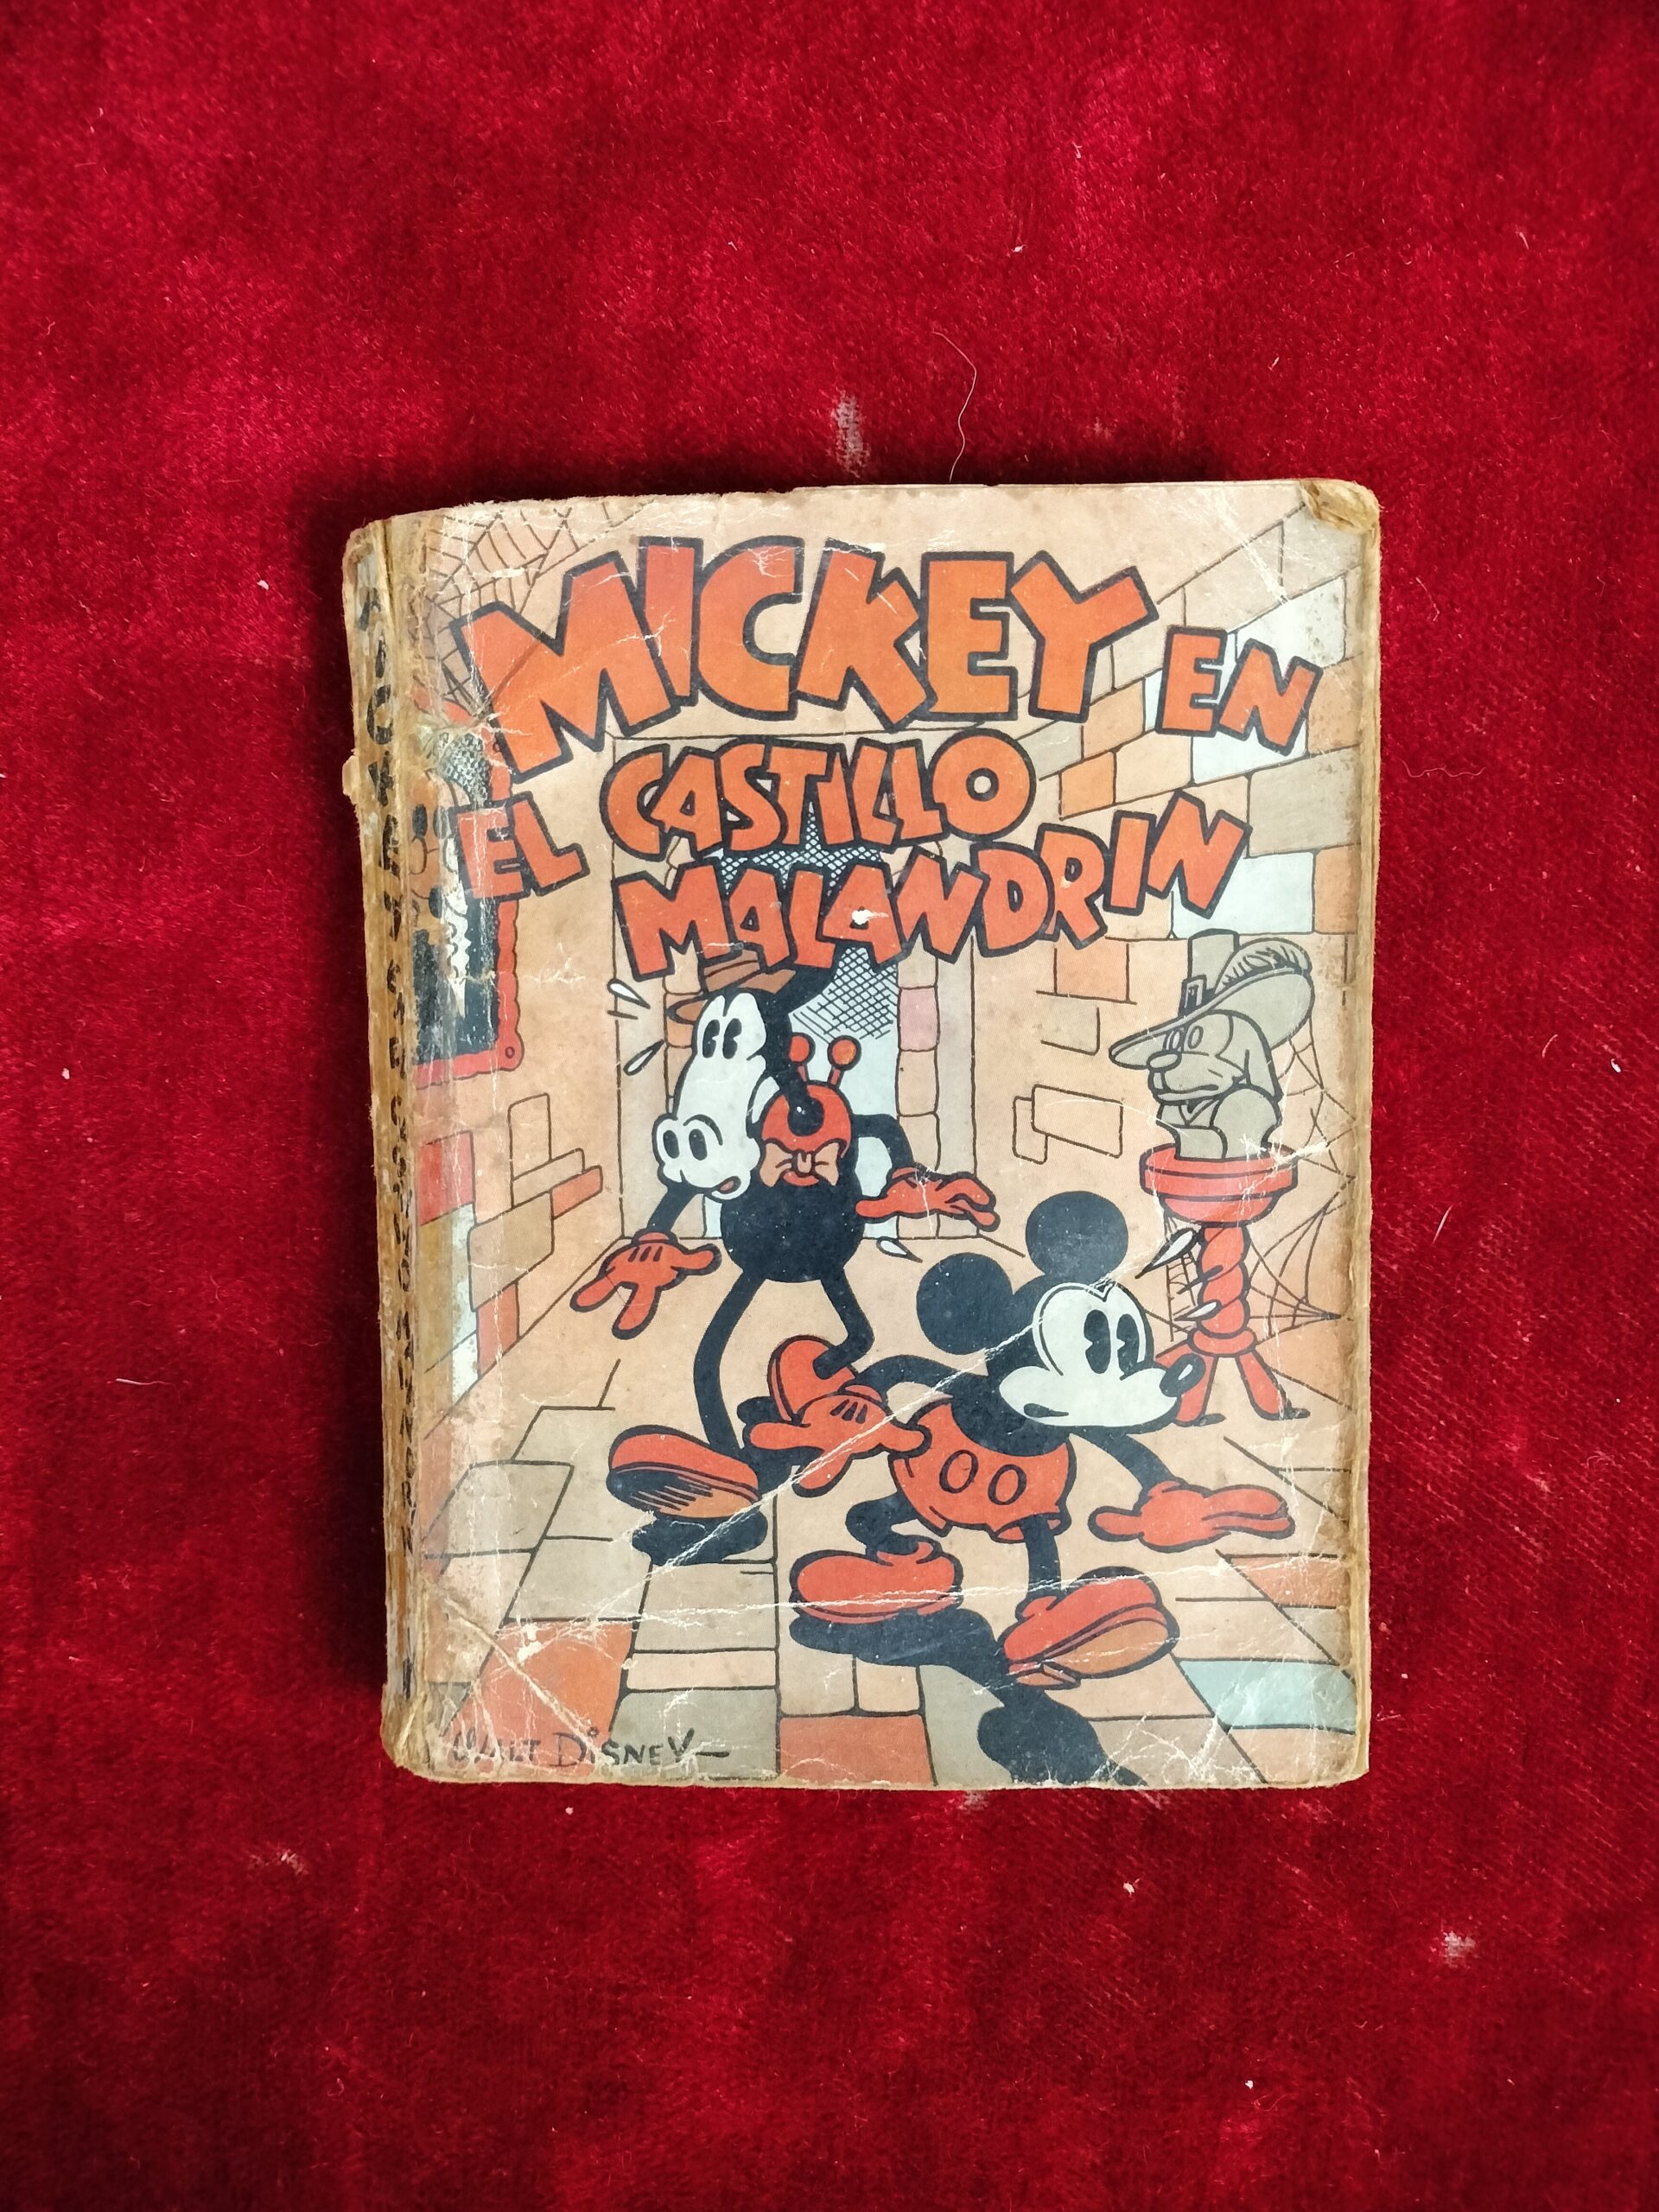 MICKEY EN
EL CASTILLO
MALANDRIN
WALT DISNEY